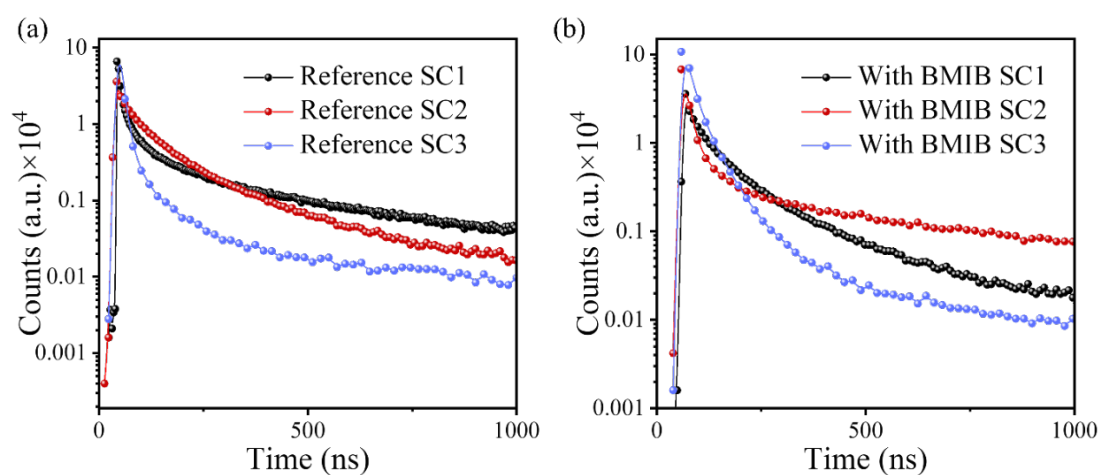 (a)
Counts (a.u.)×10⁴
10
1
0.1
0.01
0.001
Reference SC1
Reference SC2
Reference SC3
0
500
1000
Time (ns)
(b)
Counts (a.u.)×10⁴
10
1
0.1
0.01
0.001
With BMIB SC1
With BMIB SC2
With BMIB SC3
0
500
1000
Time (ns)